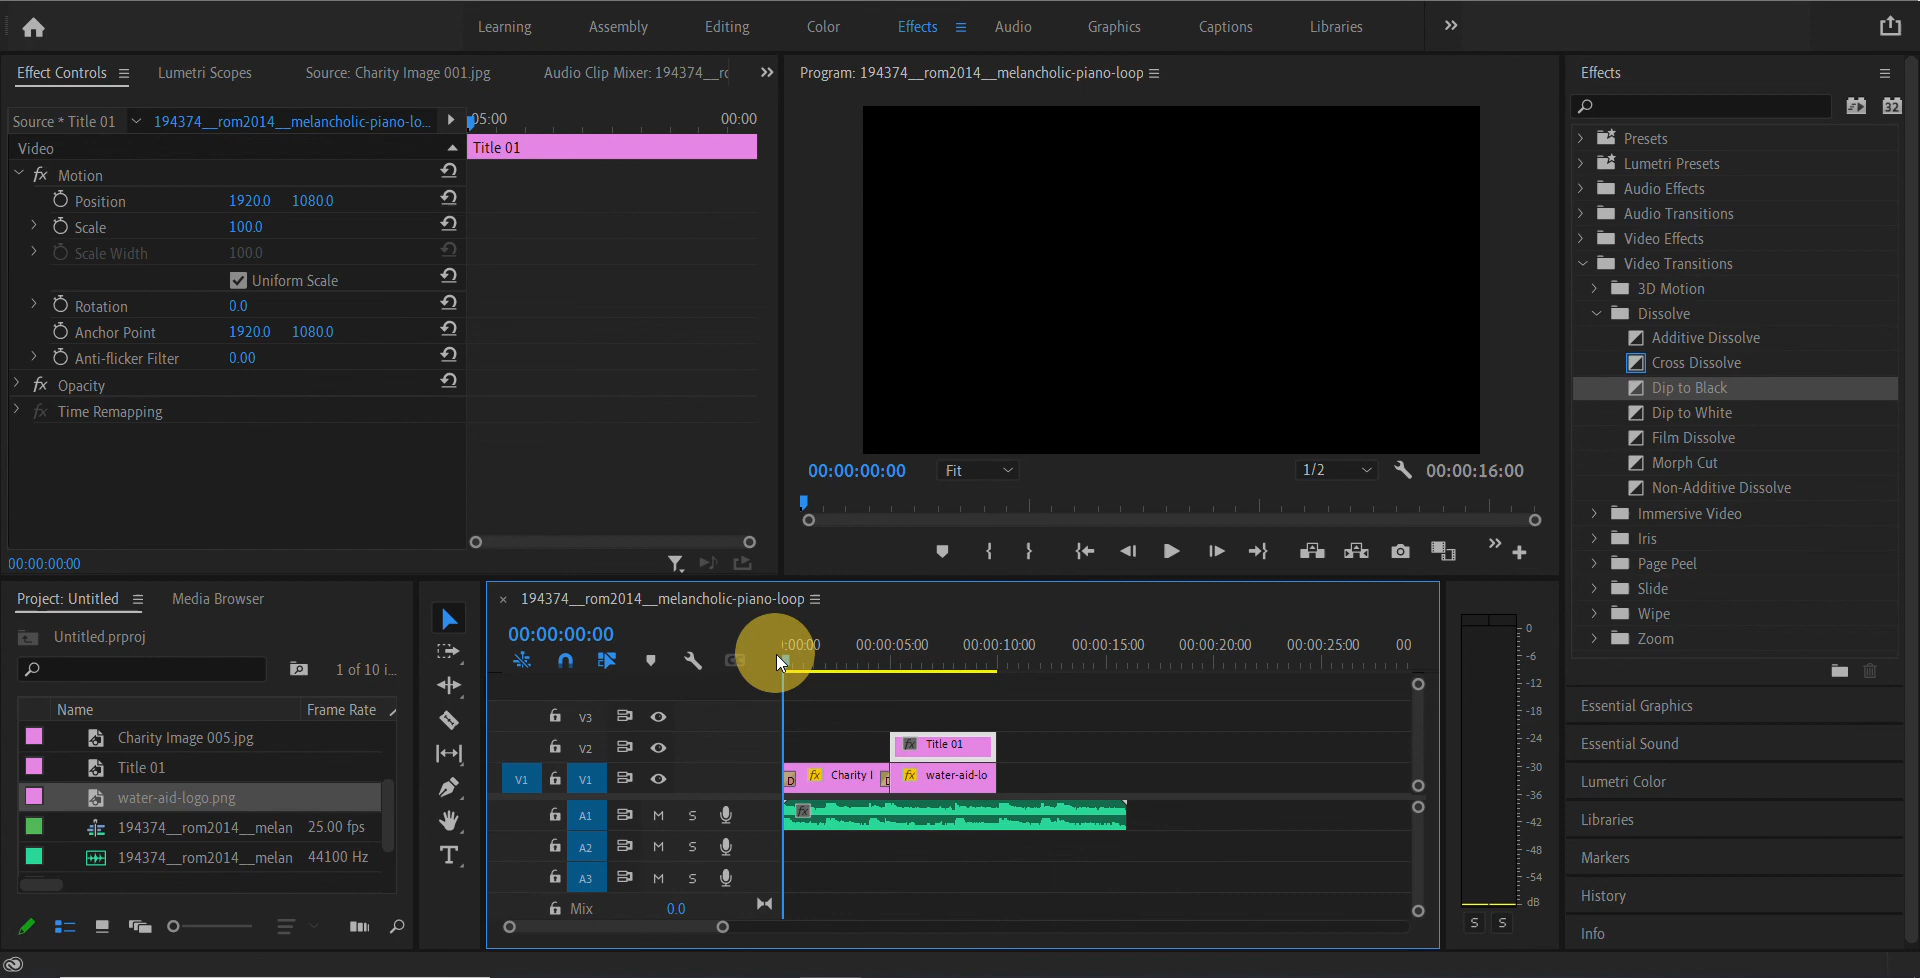 Learning Assembly Editing Color Effects Audio Graphics Captions Libraries
Effect Controls Lumetri Scopes Source: Charity Image 001.jpg Audio Clip Mixer: 194374__rc
Program: 194374__rom2014__melancholic-piano-loop
Effects
Source * Title 01 194374__rom2014__melancholic-piano-lo...
05:00 00:00
Video
Title 01
fx Motion
Position 1920.0 1080.0
Scale 100.0
Scale Width 100.0
Uniform Scale
Rotation 0.0
Anchor Point 1920.0 1080.0
Anti-flicker Filter 0.00
fx Opacity
fx Time Remapping
00:00:00:00
00:00:00:00 Fit 1/2 00:00:16:00
32
Presets
Lumetri Presets
Audio Effects
Audio Transitions
Video Effects
Video Transitions
3D Motion
Dissolve
Additive Dissolve
Cross Dissolve
Dip to Black
Dip to White
Film Dissolve
Morph Cut
Non-Additive Dissolve
Immersive Video
Iris
Page Peel
Slide
Wipe
Zoom
Essential Graphics
Essential Sound
Lumetri Color
Libraries
Markers
History
Info
Project: Untitled Media Browser
Untitled.prproj
1 of 10 i...
Name Frame Rate
Charity Image 005.jpg
Title 01
water-aid-logo.png
194374__rom2014__melan 25.00 fps
194374__rom2014__melan 44100 Hz
194374__rom2014__melancholic-piano-loop
00:00:00:00
:00:00 00:00:05:00 00:00:10:00 00:00:15:00 00:00:20:00 00:00:25:00 00
V3
V2 fx Title 01
V1 V1 D fx Charity I D fx water-aid-lo
A1 M S fx
A2 M S
A3 M S
Mix 0.0
0
-6
-12
-18
-24
-30
-36
-42
-48
-54
dB
S S